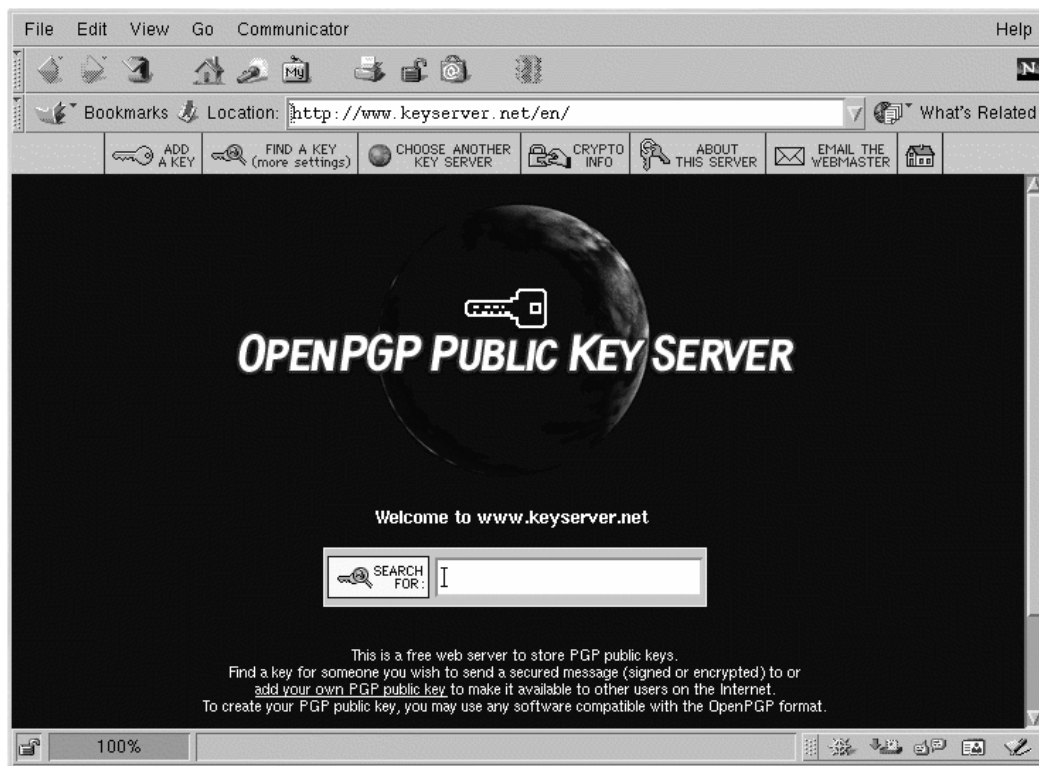 File Edit View Go Communicator Help
My N
Bookmarks Location: http://www.keyserver.net/en/ What's Related
ADD A KEY
FIND A KEY (more settings)
CHOOSE ANOTHER KEY SERVER
CRYPTO INFO
ABOUT THIS SERVER
EMAIL THE WEBMASTER
OPENPGP PUBLIC KEY SERVER
Welcome to www.keyserver.net
SEARCH FOR:
This is a free web server to store PGP public keys.
Find a key for someone you wish to send a secured message (signed or encrypted) to or
add your own PGP public key to make it available to other users on the Internet.
To create your PGP public key, you may use any software compatible with the OpenPGP format.
100%